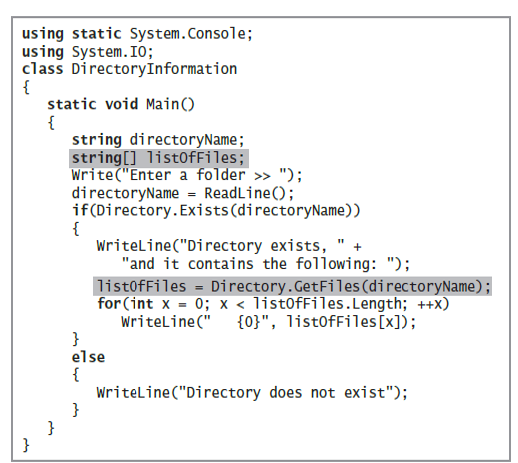 using static System.Console;
using System.IO;
class DirectoryInformation
{
   static void Main()
   {
      string directoryName;
      string[] listOfFiles;
      Write("Enter a folder >> ");
      directoryName = ReadLine();
      if(Directory.Exists(directoryName))
      {
         WriteLine("Directory exists, " +
            "and it contains the following: ");
         listOfFiles = Directory.GetFiles(directoryName);
         for(int x = 0; x < listOfFiles.Length; ++x)
            WriteLine("   {0}", listOfFiles[x]);
      }
      else
      {
         WriteLine("Directory does not exist");
      }
   }
}